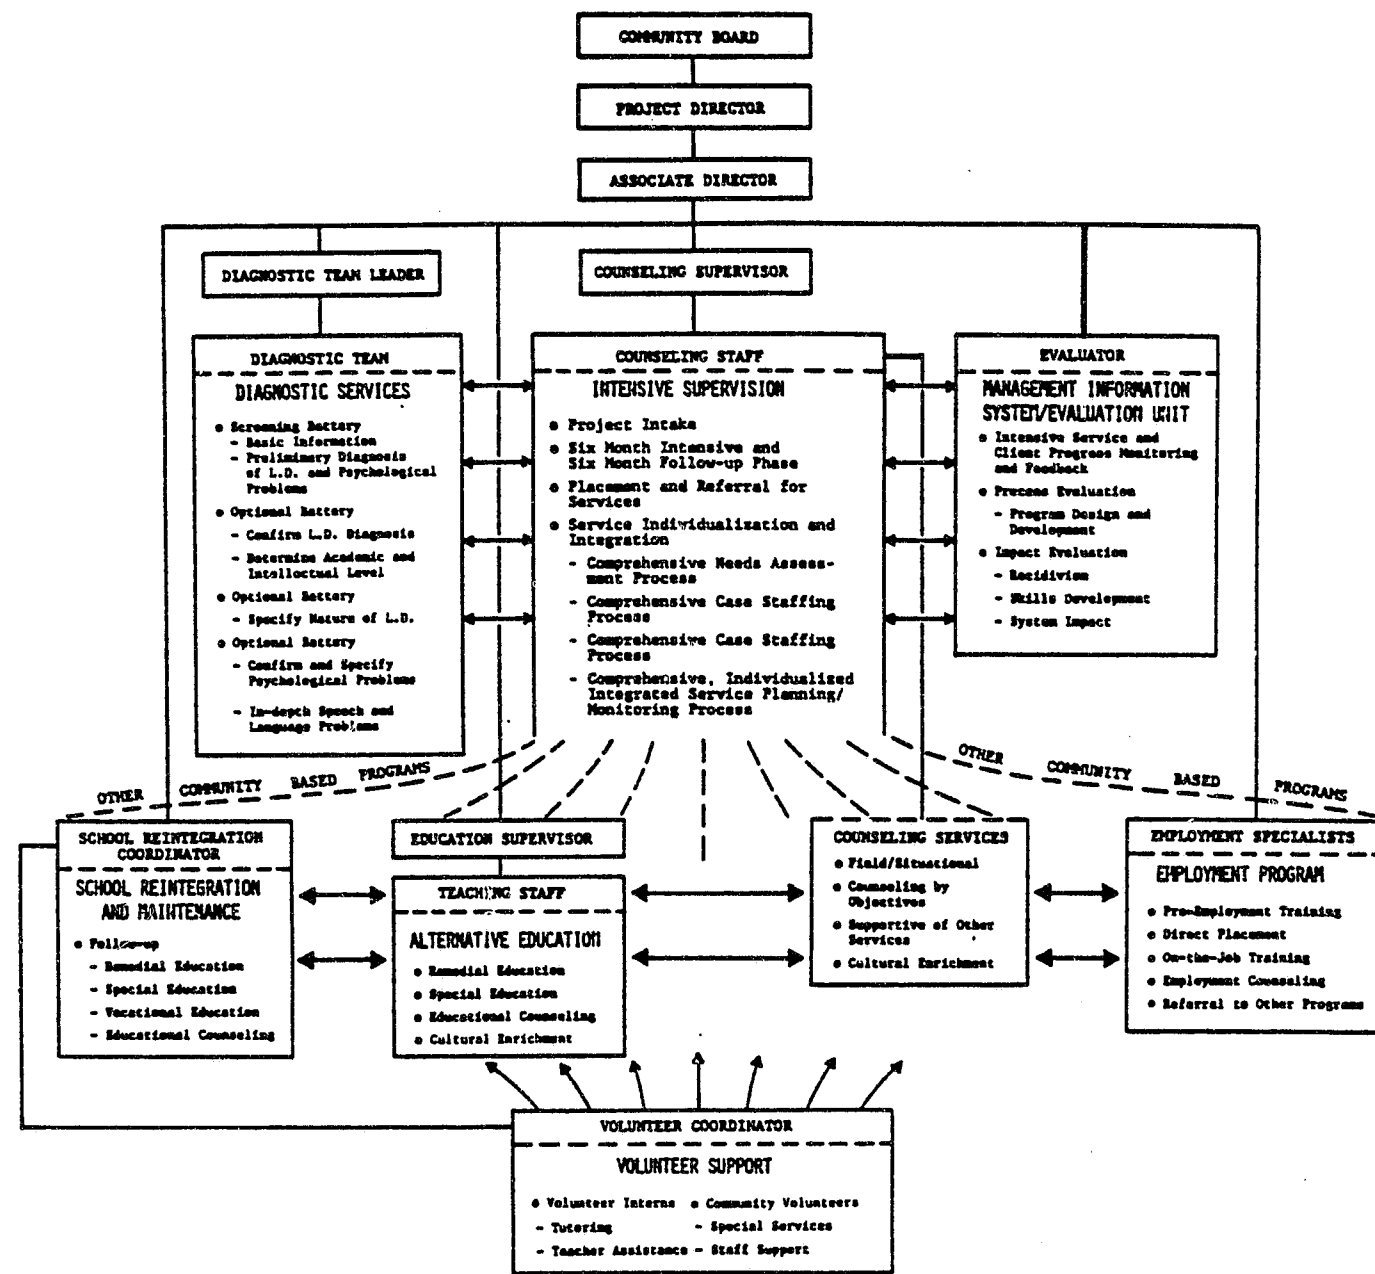 COMMUNITY BOARD
PROJECT DIRECTOR
ASSOCIATE DIRECTOR
DIAGNOSTIC TEAM LEADER
COUNSELING SUPERVISOR
DIAGNOSTIC TEAM
DIAGNOSTIC SERVICES
• Screening Battery
- Basic Information
- Preliminary Diagnosis
of L.D. and Psychological
Problems
• Optional Battery
- Confirm L.D. Diagnosis
- Determine Academic and
Intellectual Level
• Optional Battery
- Specify Nature of L.D.
• Optional Battery
- Confirm and Specify
Psychological Problems
- In-depth Speech and
Language Problems
COUNSELING STAFF
INTENSIVE SUPERVISION
• Project Intake
• Six Month Intensive and
Six Month Follow-up Phase
• Placement and Referral for
Services
• Service Individualization and
Integration
- Comprehensive Needs Assess-
ment Process
- Comprehensive Case Staffing
Process
- Comprehensive Case Staffing
Process
- Comprehensive, Individualized
Integrated Service Planning/
Monitoring Process
EVALUATOR
MANAGEMENT INFORMATION
SYSTEM/EVALUATION UNIT
• Intensive Service and
Client Progress Monitoring
and Feedback
• Process Evaluation
- Program Design and
Development
• Impact Evaluation
- Recidivism
- Skills Development
- System Impact
OTHER COMMUNITY BASED PROGRAMS
OTHER COMMUNITY BASED PROGRAMS
SCHOOL REINTEGRATION
COORDINATOR
SCHOOL REINTEGRATION
AND MAINTENANCE
• Follow-up
- Remedial Education
- Special Education
- Vocational Education
- Educational Counseling
EDUCATION SUPERVISOR
TEACHING STAFF
ALTERNATIVE EDUCATION
• Remedial Education
• Special Education
• Educational Counseling
• Cultural Enrichment
COUNSELING SERVICES
• Field/Situational
• Counseling by
Objectives
• Supportive of Other
Services
• Cultural Enrichment
EMPLOYMENT SPECIALISTS
EMPLOYMENT PROGRAM
• Pre-Employment Training
• Direct Placement
• On-the-Job Training
• Employment Counseling
• Referral to Other Programs
VOLUNTEER COORDINATOR
VOLUNTEER SUPPORT
• Volunteer Interns • Community Volunteers
- Tutoring - Special Services
- Teacher Assistance - Staff Support